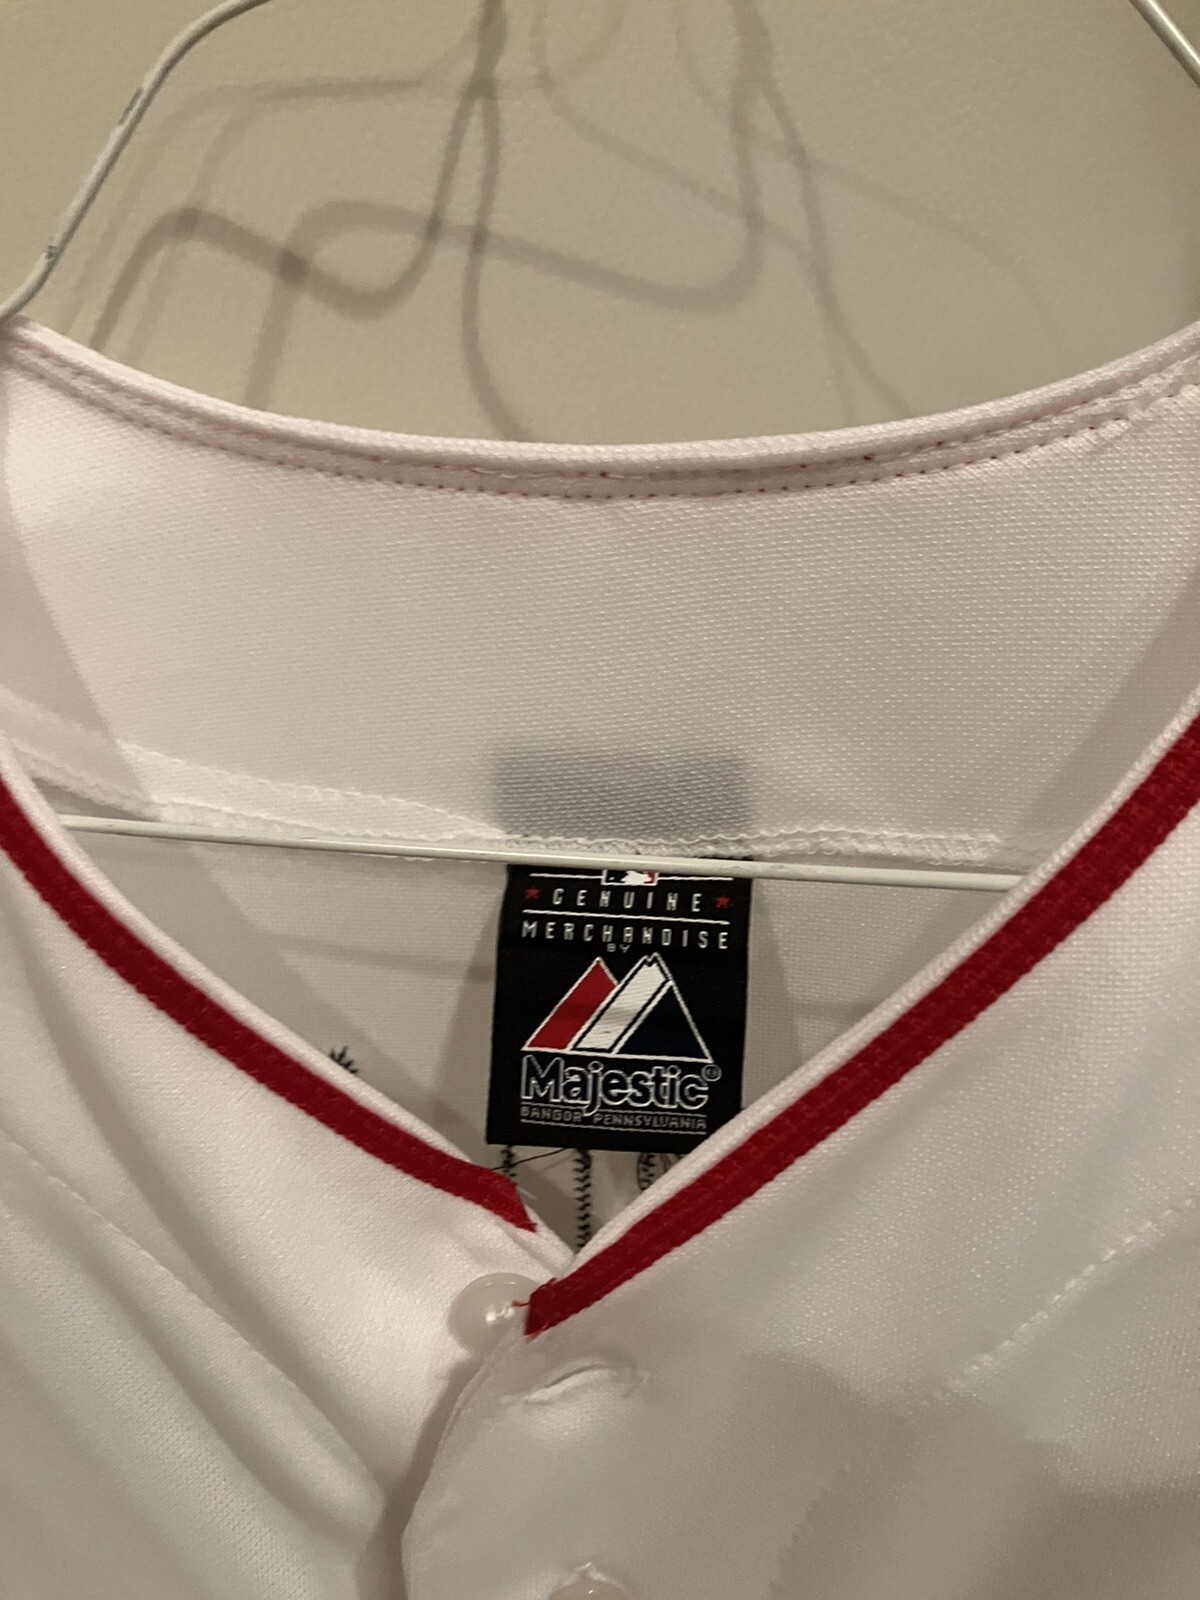 GENUINE
MERCHANDISE
BY
Majestic®
BANGOR PENNSYLVANIA